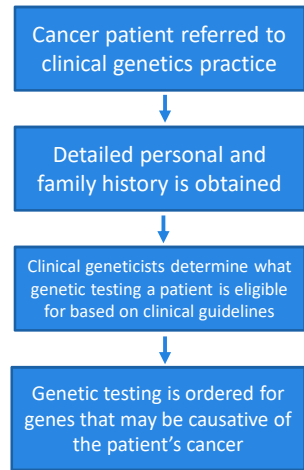 Cancer patient referred to
clinical genetics practice
Detailed personal and
family history is obtained
Clinical geneticists determine what
genetic testing a patient is eligible
for based on clinical guidelines
Genetic testing is ordered for
genes that may be causative of
the patient’s cancer